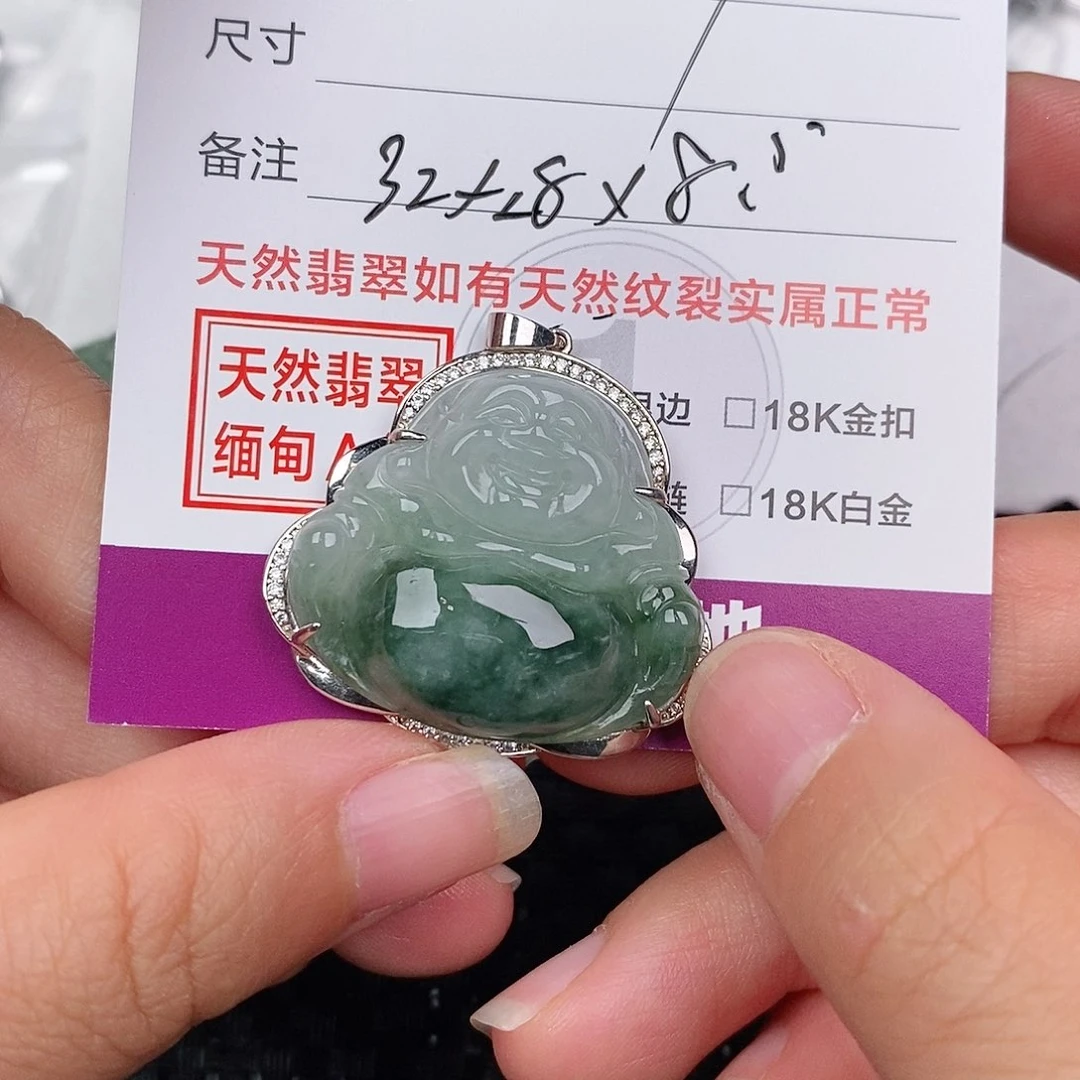 尺寸
备注 32×28×8.
天然翡翠如有天然纹裂实属正常
天然翡翠
缅甸A
边 □18K金扣
链 □18K白金
地